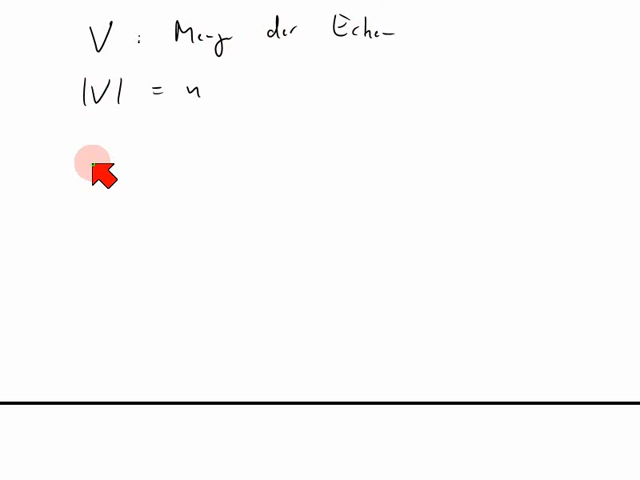 V : Menge der Ecken
|V| = n